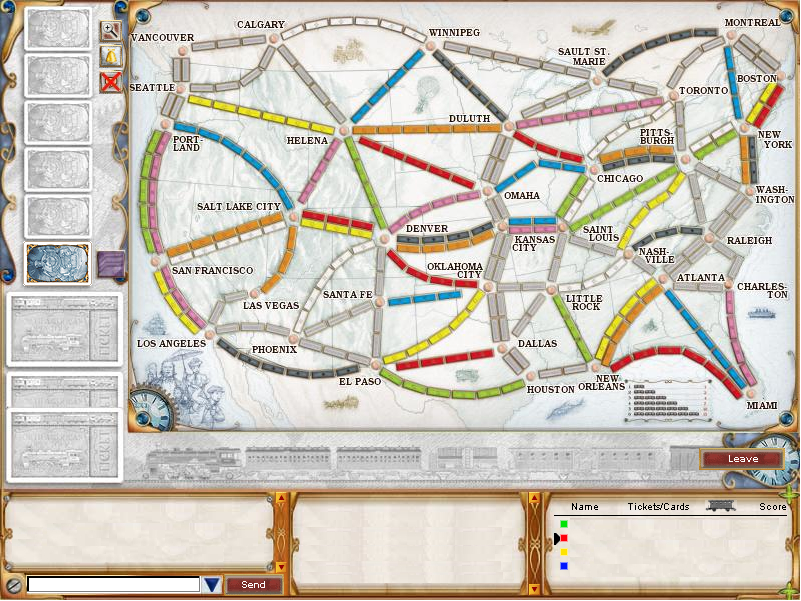 CALGARY
VANCOUVER
WINNIPEG
MONTREAL
SAULT ST.
MARIE
SEATTLE
BOSTON
TORONTO
DULUTH
PORT-
LAND
HELENA
PITTS-
BURGH
NEW
YORK
CHICAGO
OMAHA
WASH-
INGTON
SALT LAKE CITY
DENVER
KANSAS
CITY
SAINT
LOUIS
RALEIGH
NASH-
VILLE
SAN FRANCISCO
OKLAHOMA
CITY
ATLANTA
CHARLES-
TON
SANTA FE
LAS VEGAS
LITTLE
ROCK
LOS ANGELES
PHOENIX
DALLAS
EL PASO
HOUSTON
NEW
ORLEANS
MIAMI
TICKET
TICKET
Leave
Name Tickets/Cards Score
Send